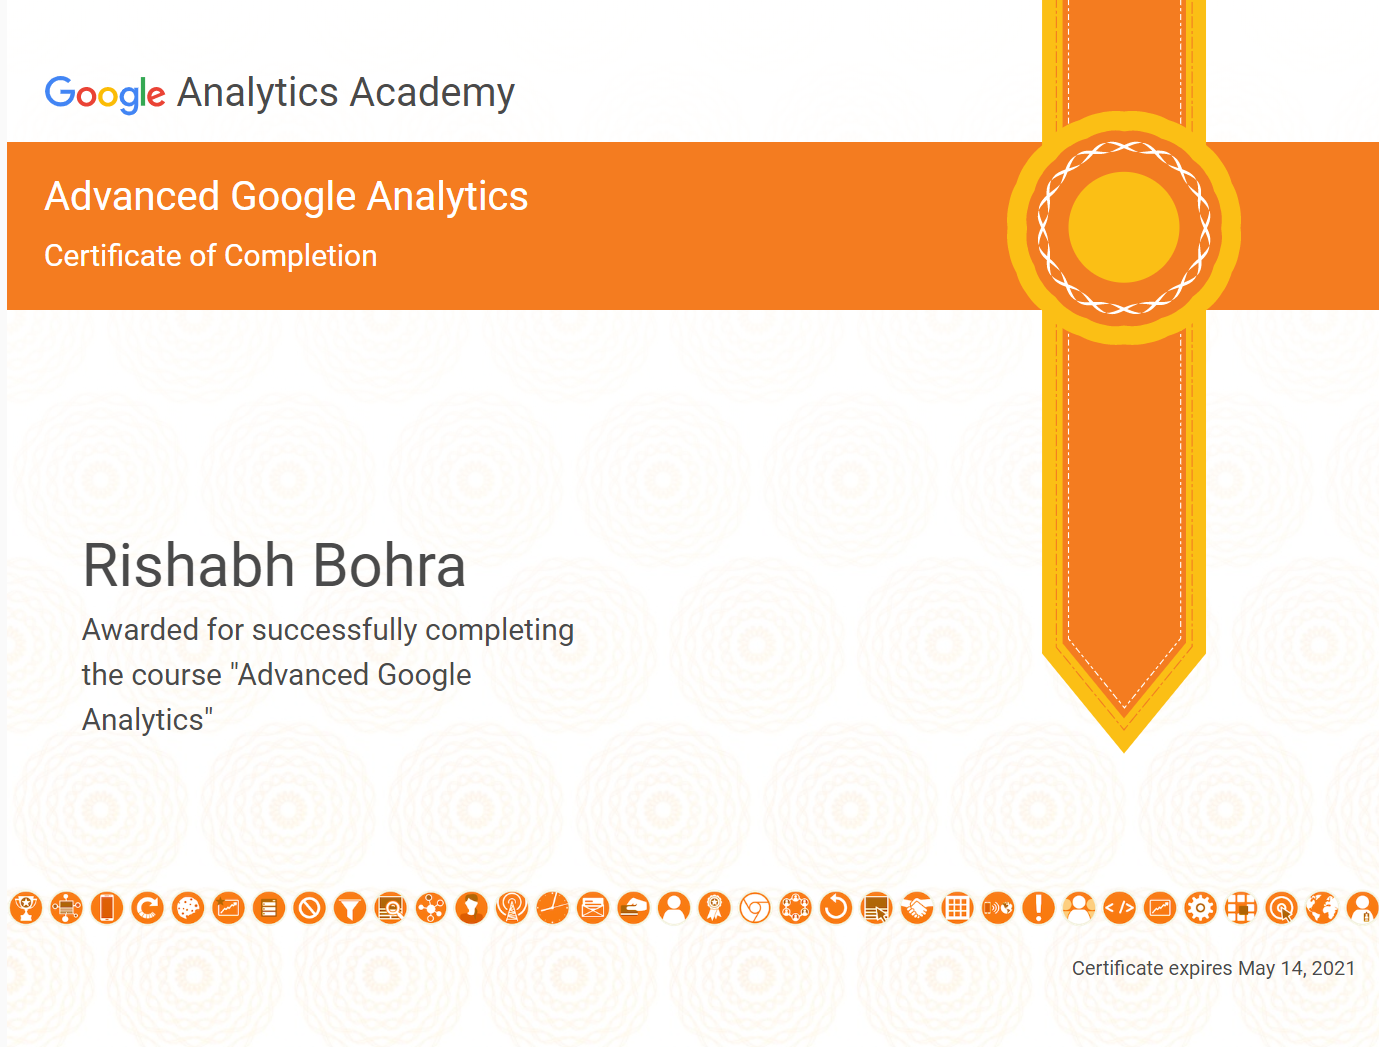 Google Analytics Academy
Advanced Google Analytics
Certificate of Completion
Rishabh Bohra
Awarded for successfully completing
the course "Advanced Google
Analytics"
Certificate expires May 14, 2021